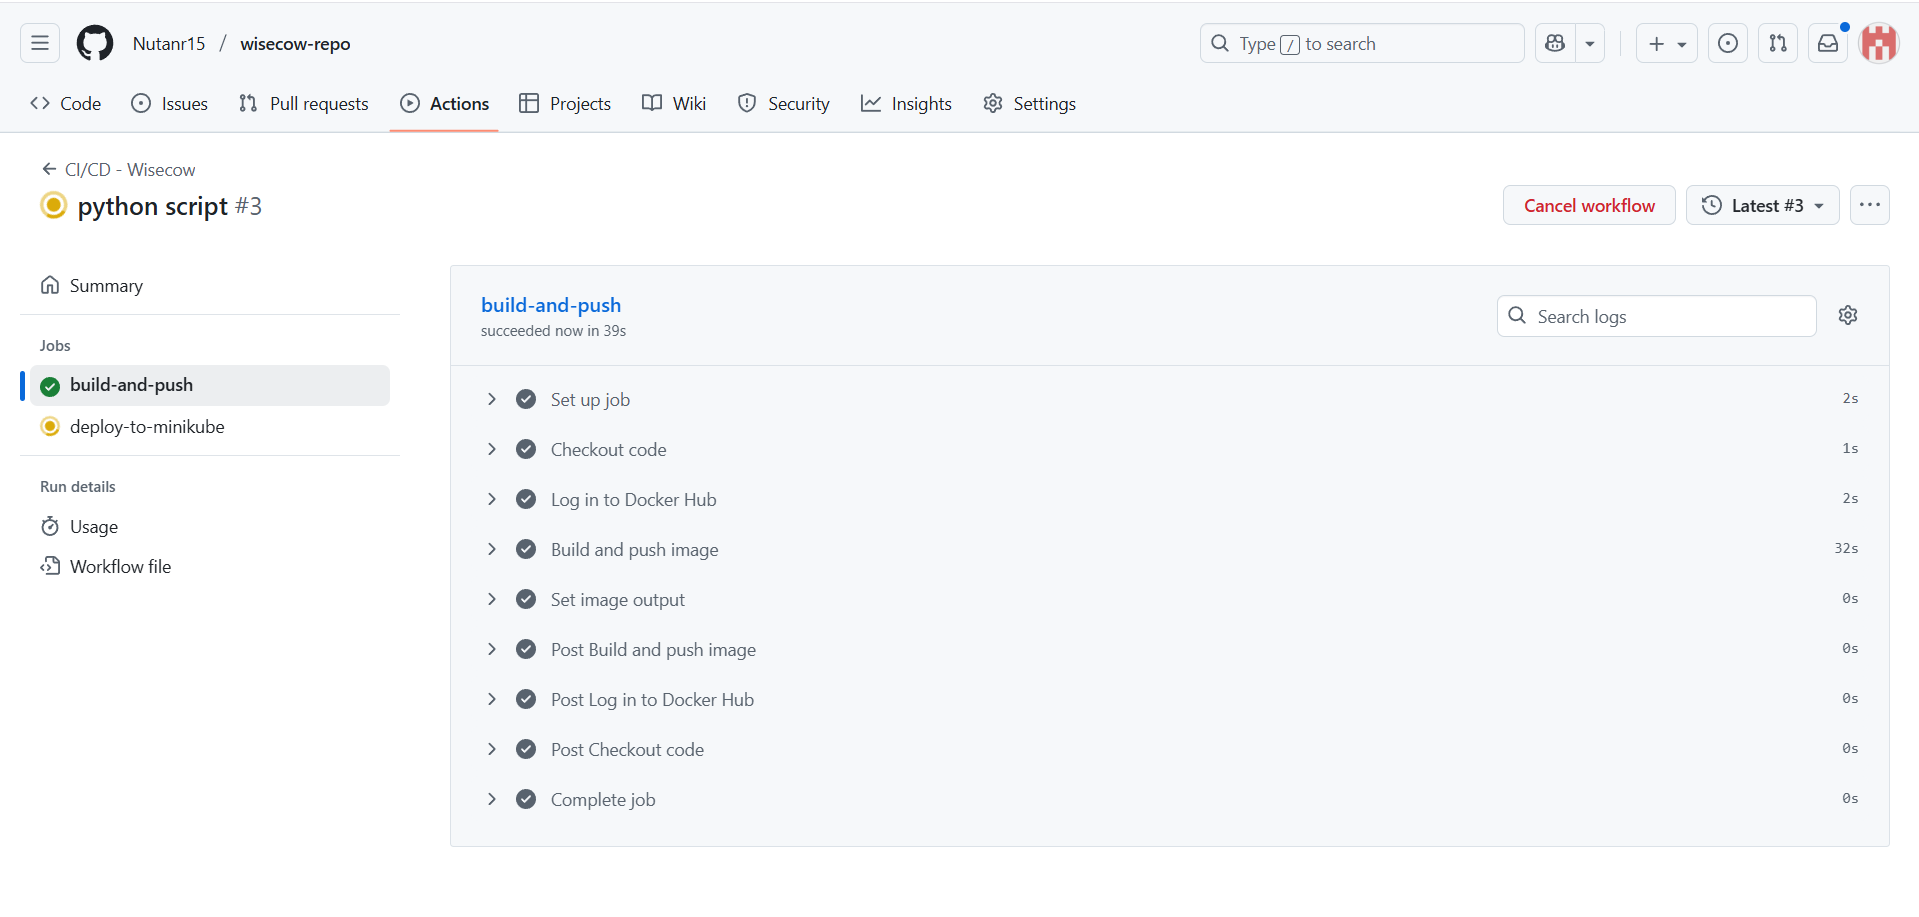 Nutanr15 / wisecow-repo
Type / to search
Code Issues Pull requests Actions Projects Wiki Security Insights Settings
CI/CD - Wisecow
python script #3
Cancel workflow
Latest #3
Summary
Jobs
build-and-push
deploy-to-minikube
Run details
Usage
Workflow file
build-and-push
succeeded now in 39s
Search logs
Set up job 2s
Checkout code 1s
Log in to Docker Hub 2s
Build and push image 32s
Set image output 0s
Post Build and push image 0s
Post Log in to Docker Hub 0s
Post Checkout code 0s
Complete job 0s